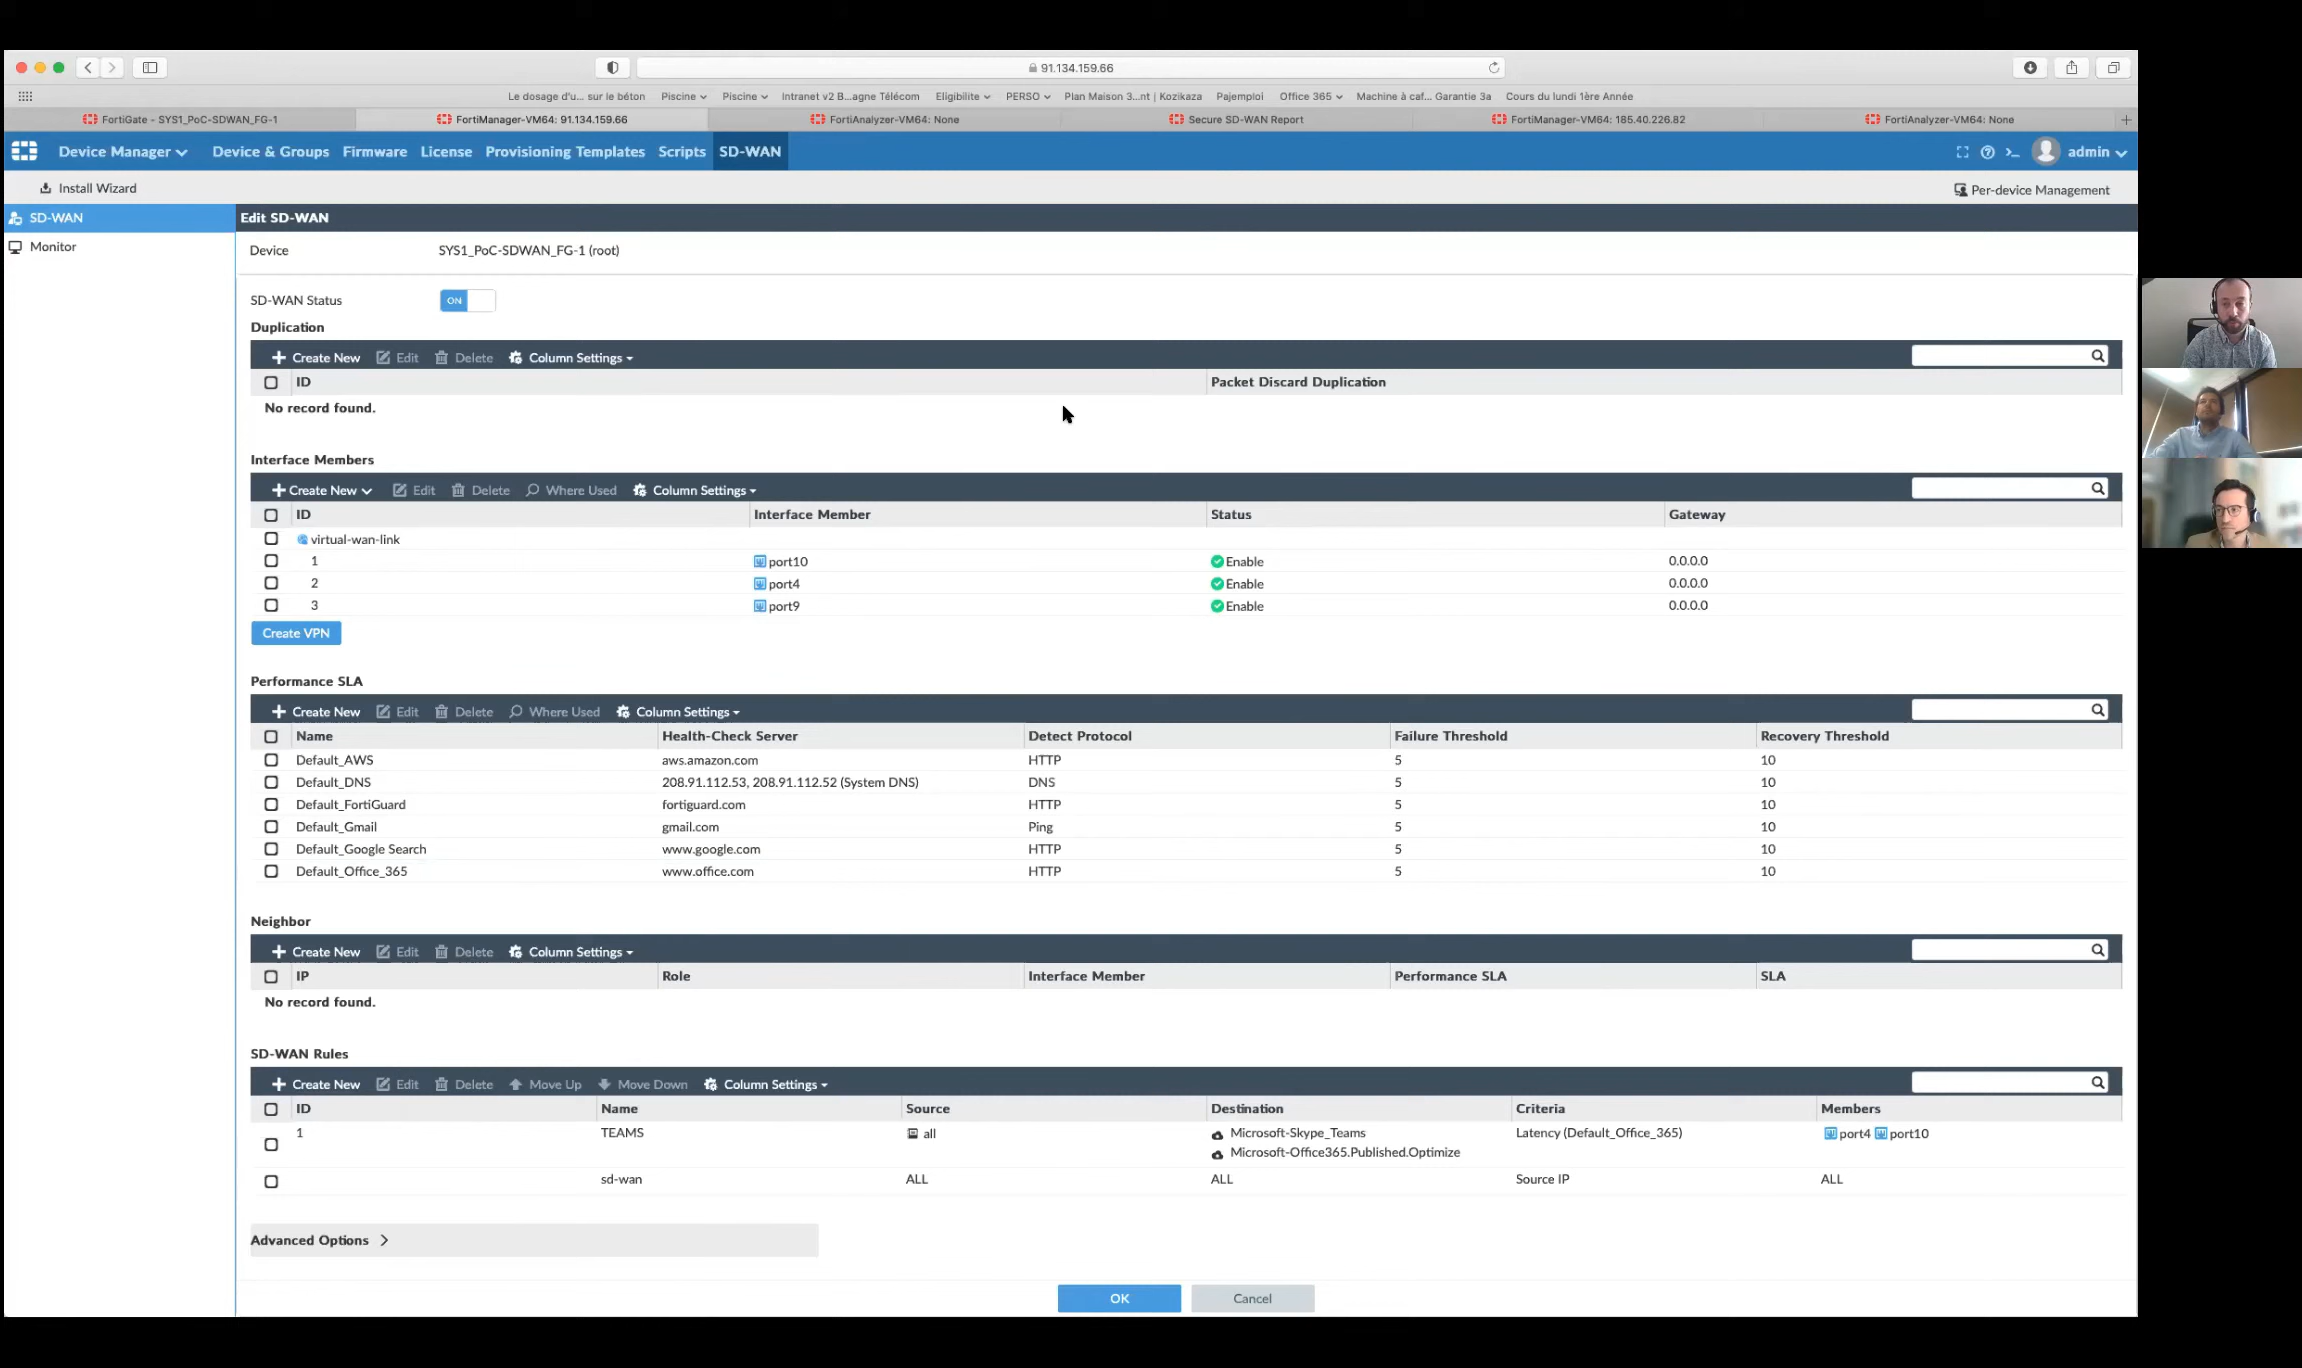 91.134.159.66
Le dosage d'u... sur le béton Piscine Piscine Intranet v2 B...agne Télécom Eligibilite PERSO Plan Maison 3...nt | Kozikaza Pajemploi Office 365 Machine à caf... Garantie 3a Cours du lundi 1ère Année
FortiGate - SYS1_PoC-SDWAN_FG-1 FortiManager-VM64: 91.134.159.66 FortiAnalyzer-VM64: None Secure SD-WAN Report FortiManager-VM64: 185.40.226.82 FortiAnalyzer-VM64: None
Device Manager Device & Groups Firmware License Provisioning Templates Scripts SD-WAN admin
Install Wizard Per-device Management
SD-WAN Edit SD-WAN
Monitor
Device SYS1_PoC-SDWAN_FG-1 (root)
SD-WAN Status ON
Duplication
Create New Edit Delete Column Settings
ID Packet Discard Duplication
No record found.
Interface Members
Create New Edit Delete Where Used Column Settings
ID Interface Member Status Gateway
virtual-wan-link
1 port10 Enable 0.0.0.0
2 port4 Enable 0.0.0.0
3 port9 Enable 0.0.0.0
Create VPN
Performance SLA
Create New Edit Delete Where Used Column Settings
Name Health-Check Server Detect Protocol Failure Threshold Recovery Threshold
Default_AWS aws.amazon.com HTTP 5 10
Default_DNS 208.91.112.53, 208.91.112.52 (System DNS) DNS 5 10
Default_FortiGuard fortiguard.com HTTP 5 10
Default_Gmail gmail.com Ping 5 10
Default_Google Search www.google.com HTTP 5 10
Default_Office_365 www.office.com HTTP 5 10
Neighbor
Create New Edit Delete Column Settings
IP Role Interface Member Performance SLA SLA
No record found.
SD-WAN Rules
Create New Edit Delete Move Up Move Down Column Settings
ID Name Source Destination Criteria Members
1 TEAMS all Microsoft-Skype_Teams Latency (Default_Office_365) port4 port10
Microsoft-Office365.Published.Optimize
sd-wan ALL ALL Source IP ALL
Advanced Options
OK Cancel